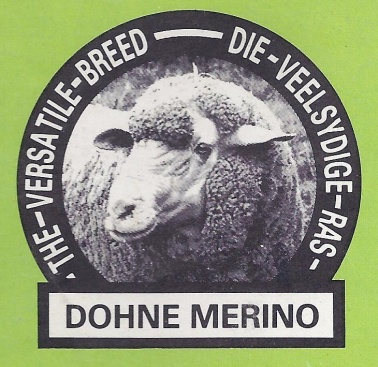 THE-VERSATILE-BREED — DIE-VEELSYDIGE-RAS-
DOHNE MERINO